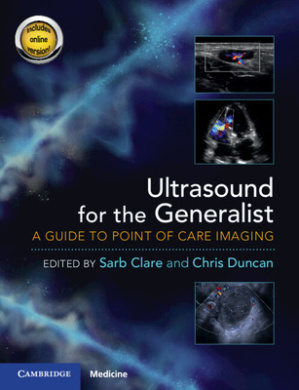 Includes
online
version!
Ultrasound
for the Generalist
A GUIDE TO POINT OF CARE IMAGING
EDITED BY Sarb Clare and Chris Duncan
CAMBRIDGE Medicine